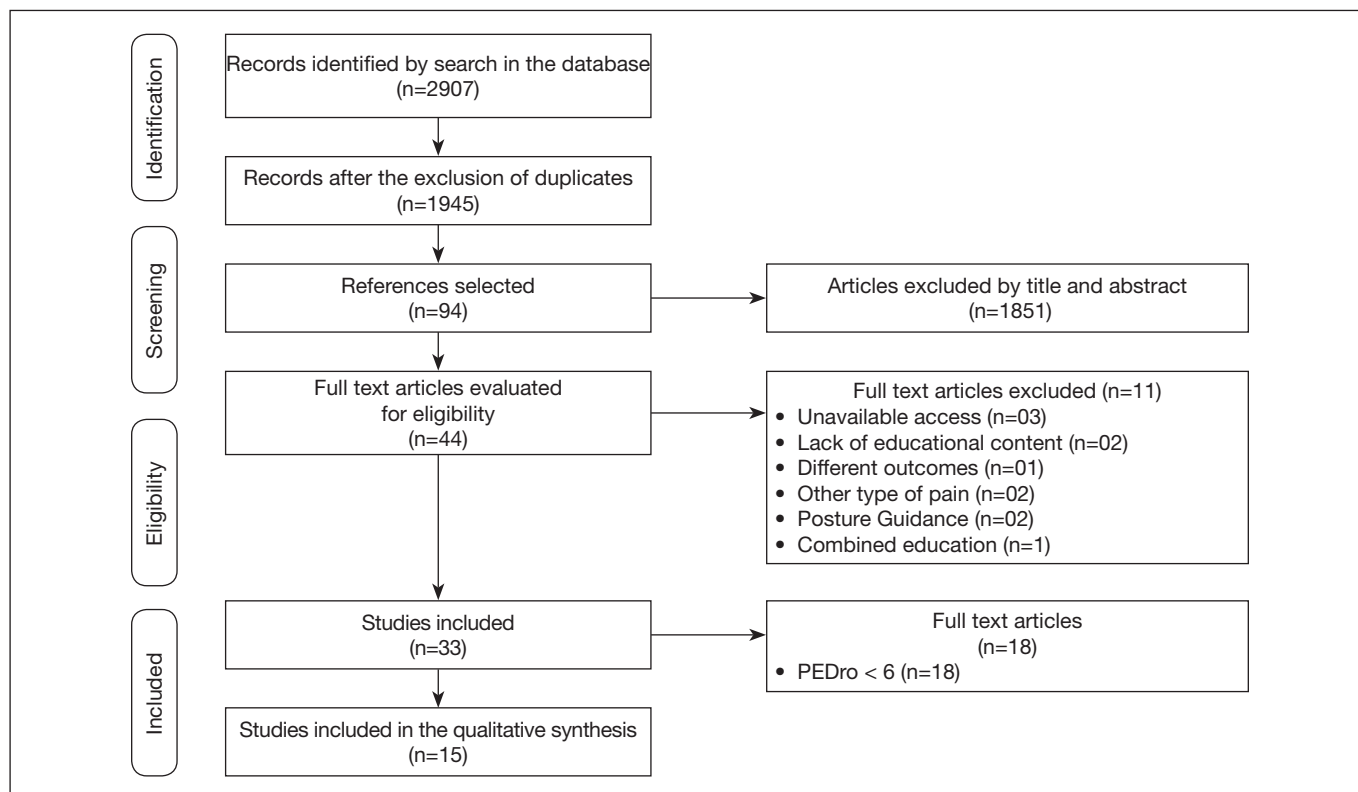 Identification
Records identified by search in the database
(n=2907)
Records after the exclusion of duplicates
(n=1945)
Screening
References selected
(n=94)
Articles excluded by title and abstract
(n=1851)
Eligibility
Full text articles evaluated
for eligibility
(n=44)
Full text articles excluded (n=11)
• Unavailable access (n=03)
• Lack of educational content (n=02)
• Different outcomes (n=01)
• Other type of pain (n=02)
• Posture Guidance (n=02)
• Combined education (n=1)
Included
Studies included
(n=33)
Full text articles
(n=18)
• PEDro < 6 (n=18)
Studies included in the qualitative synthesis
(n=15)